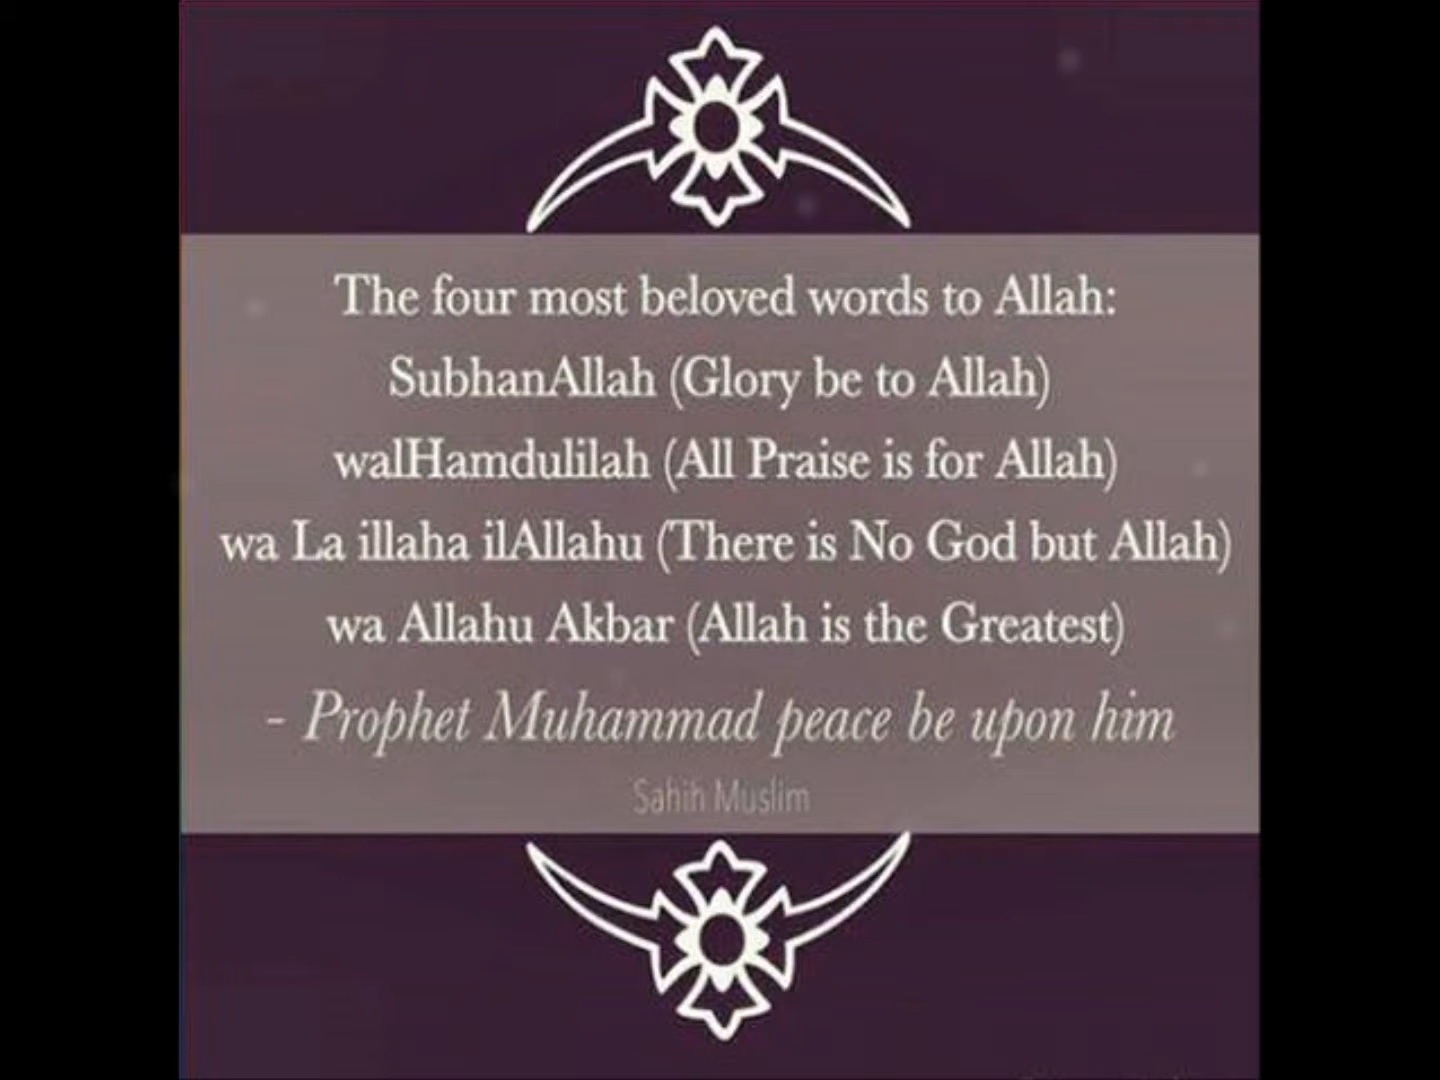 The four most beloved words to Allah:
SubhanAllah (Glory be to Allah)
walHamdulilah (All Praise is for Allah)
wa La illaha ilAllahu (There is No God but Allah)
wa Allahu Akbar (Allah is the Greatest)
- Prophet Muhammad peace be upon him
Sahih Muslim